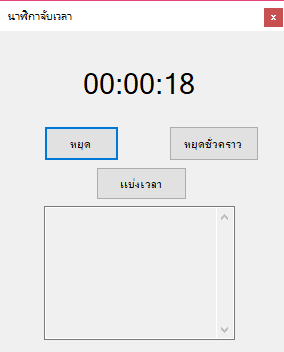 นาฬิกาจับเวลา
x
00:00:18
หยุด
หยุดชั่วคราว
แบ่งเวลา